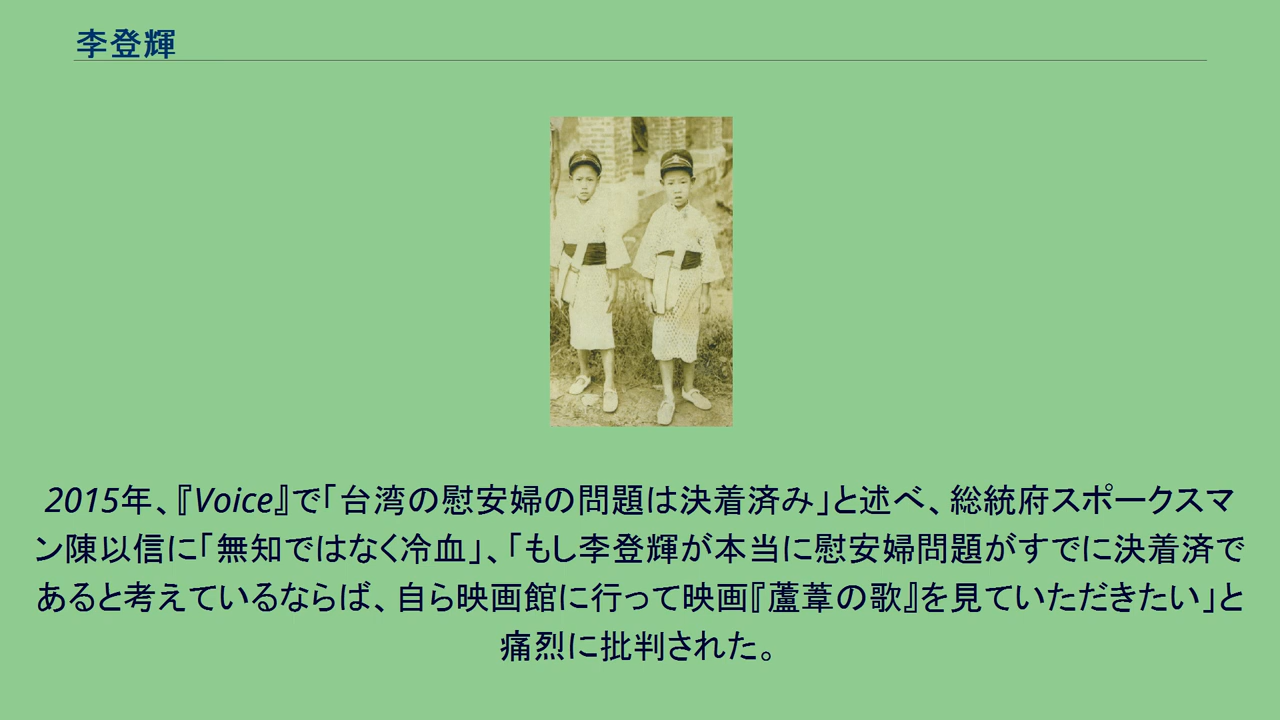 李登輝
2015年、『Voice』で「台湾の慰安婦の問題は決着済み」と述べ、総統府スポークスマ
ン陳以信に「無知ではなく冷血」、「もし李登輝が本当に慰安婦問題がすでに決着済で
あると考えているならば、自ら映画館に行って映画『蘆葦の歌』を見ていただきたい」と
痛烈に批判された。